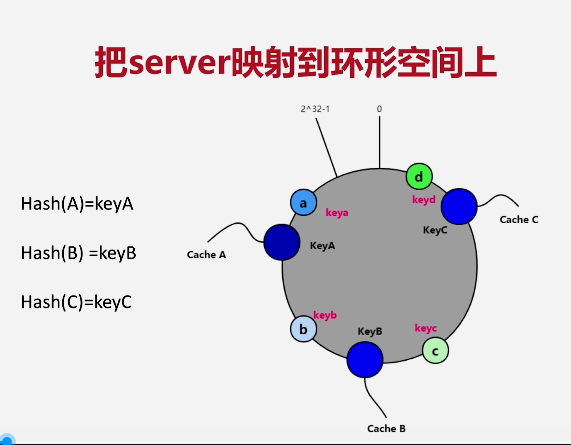 把server映射到环形空间上
2^32-1
0
d
a
keyd
Hash(A)=keyA
keya
Cache C
KeyC
KeyA
Hash(B) =keyB
Cache A
Hash(C)=keyC
keyb
b
KeyB
keyc
c
Cache B